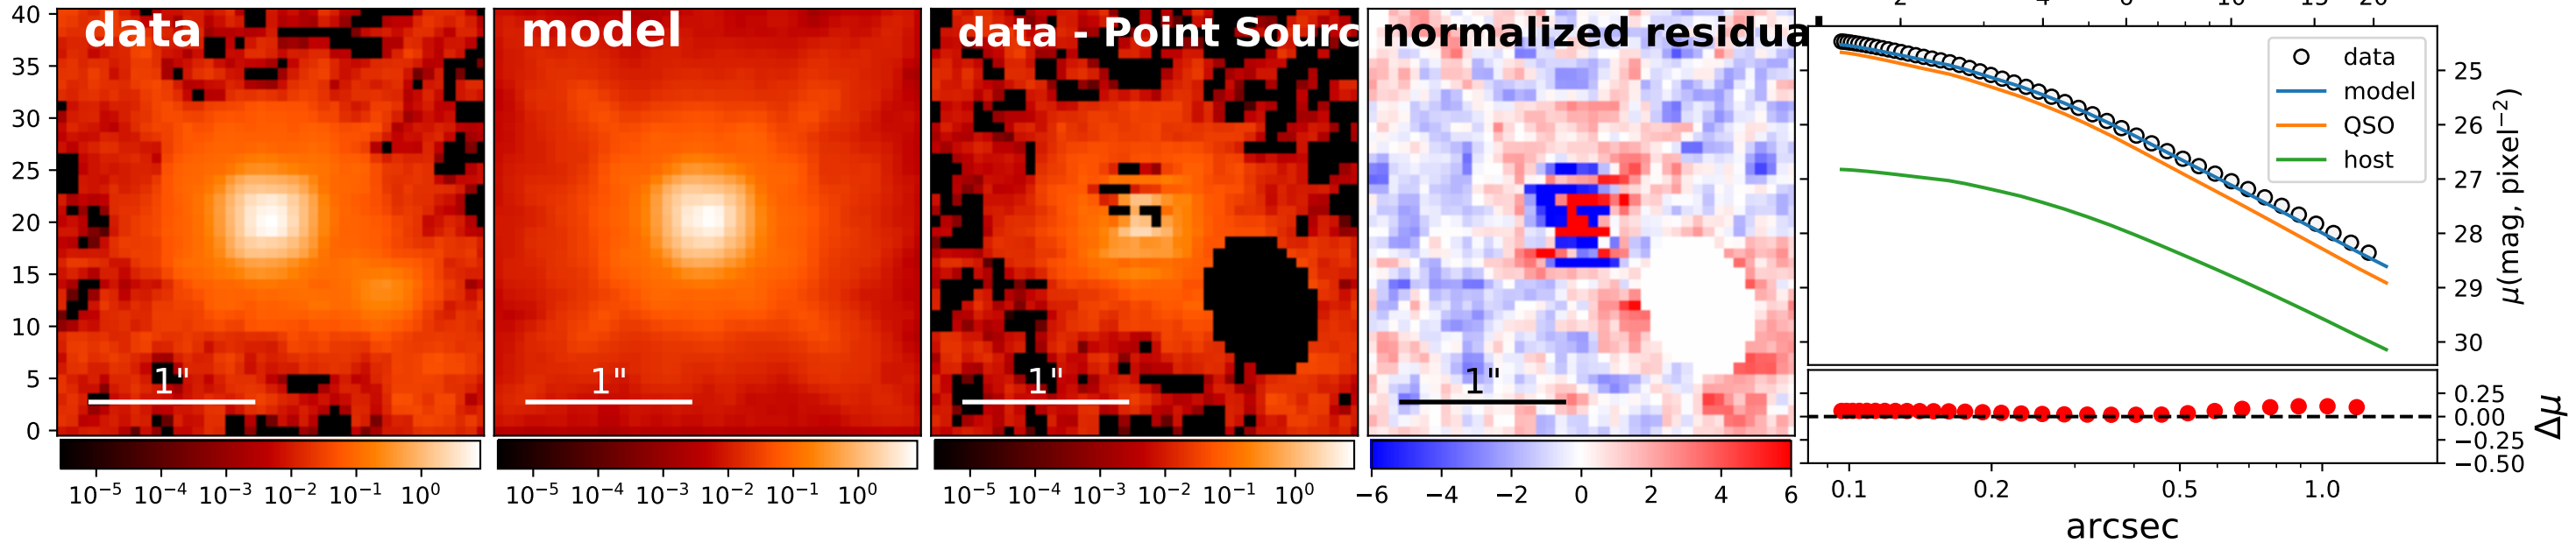 data
model
data - Point Sourc
normalized residual
40
35
30
25
20
15
10
5
0
1"
1"
1"
1"
10⁻⁵ 10⁻⁴ 10⁻³ 10⁻² 10⁻¹ 10⁰
10⁻⁵ 10⁻⁴ 10⁻³ 10⁻² 10⁻¹ 10⁰
10⁻⁵ 10⁻⁴ 10⁻³ 10⁻² 10⁻¹ 10⁰
−6 −4 −2 0 2 4 6
data
model
QSO
host
25
26
27
28
29
30
μ(mag, pixel⁻²)
0.25
0.00
−0.25
−0.50
Δμ
0.1 0.2 0.5 1.0
arcsec